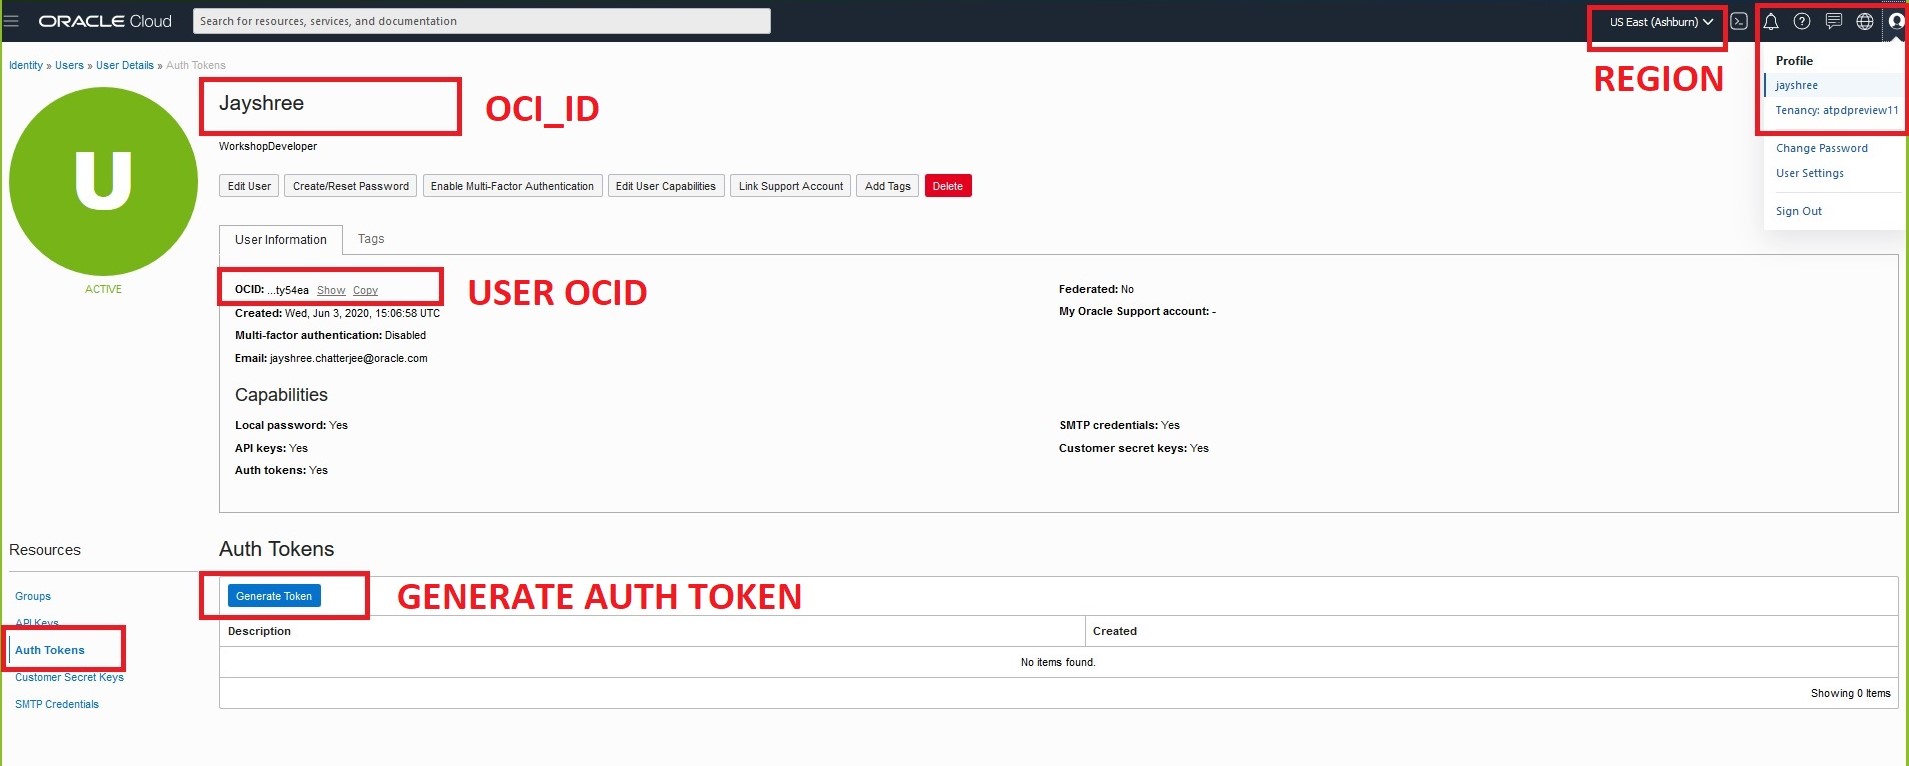 ORACLE Cloud
Search for resources, services, and documentation
US East (Ashburn)
REGION
Profile
jayshree
Tenancy: atpdpreview11
Change Password
User Settings
Sign Out
Identity » Users » User Details » Auth Tokens
U
ACTIVE
Jayshree
OCI_ID
WorkshopDeveloper
Edit User Create/Reset Password Enable Multi-Factor Authentication Edit User Capabilities Link Support Account Add Tags Delete
User Information Tags
OCID: ...ty54ea Show Copy
USER OCID
Created: Wed, Jun 3, 2020, 15:06:58 UTC
Multi-factor authentication: Disabled
Email: jayshree.chatterjee@oracle.com
Federated: No
My Oracle Support account: -
Capabilities
Local password: Yes
API keys: Yes
Auth tokens: Yes
SMTP credentials: Yes
Customer secret keys: Yes
Resources
Groups
API Keys
Auth Tokens
Customer Secret Keys
SMTP Credentials
Auth Tokens
Generate Token
GENERATE AUTH TOKEN
Description Created
No items found.
Showing 0 Items